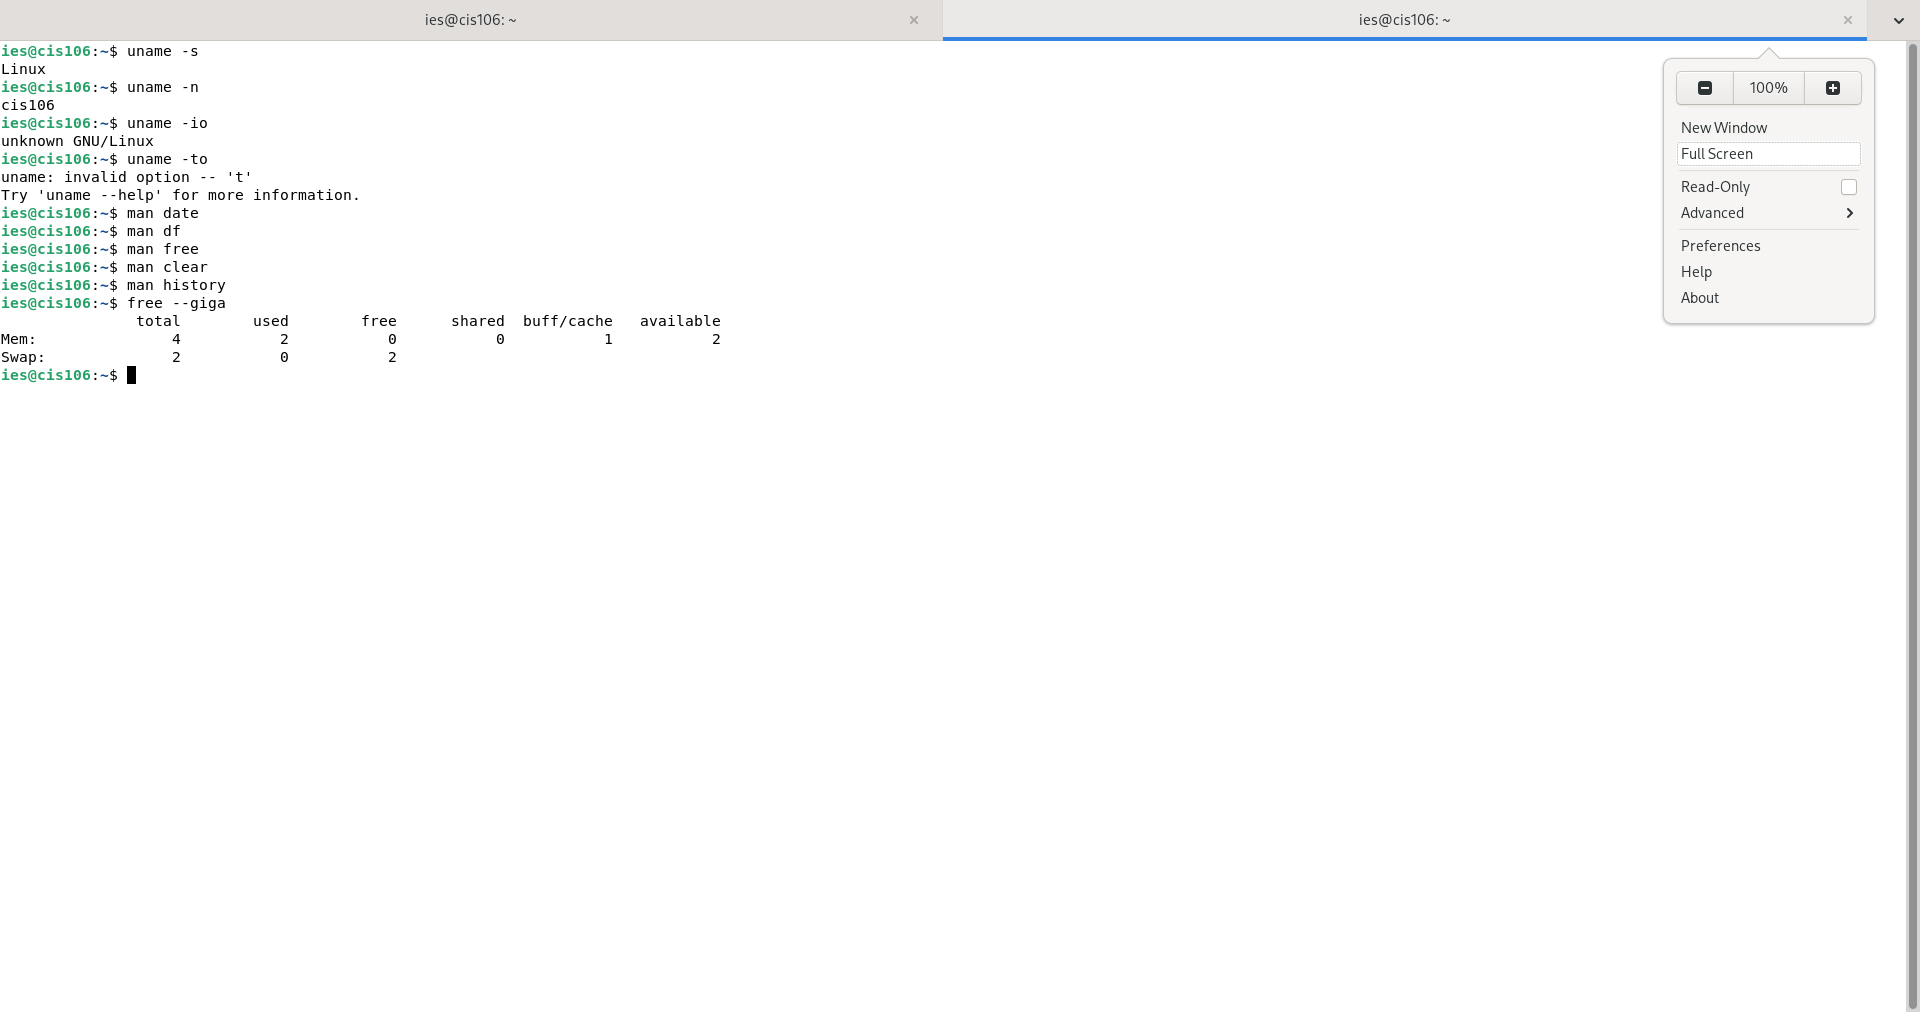 ies@cis106: ~
ies@cis106: ~
ies@cis106:~$ uname -s
Linux
ies@cis106:~$ uname -n
cis106
ies@cis106:~$ uname -io
unknown GNU/Linux
ies@cis106:~$ uname -to
uname: invalid option -- 't'
Try 'uname --help' for more information.
ies@cis106:~$ man date
ies@cis106:~$ man df
ies@cis106:~$ man free
ies@cis106:~$ man clear
ies@cis106:~$ man history
ies@cis106:~$ free --giga
               total        used        free      shared  buff/cache   available
Mem:               4           2           0           0           1           2
Swap:              2           0           2
ies@cis106:~$
100%
New Window
Full Screen
Read-Only
Advanced
Preferences
Help
About